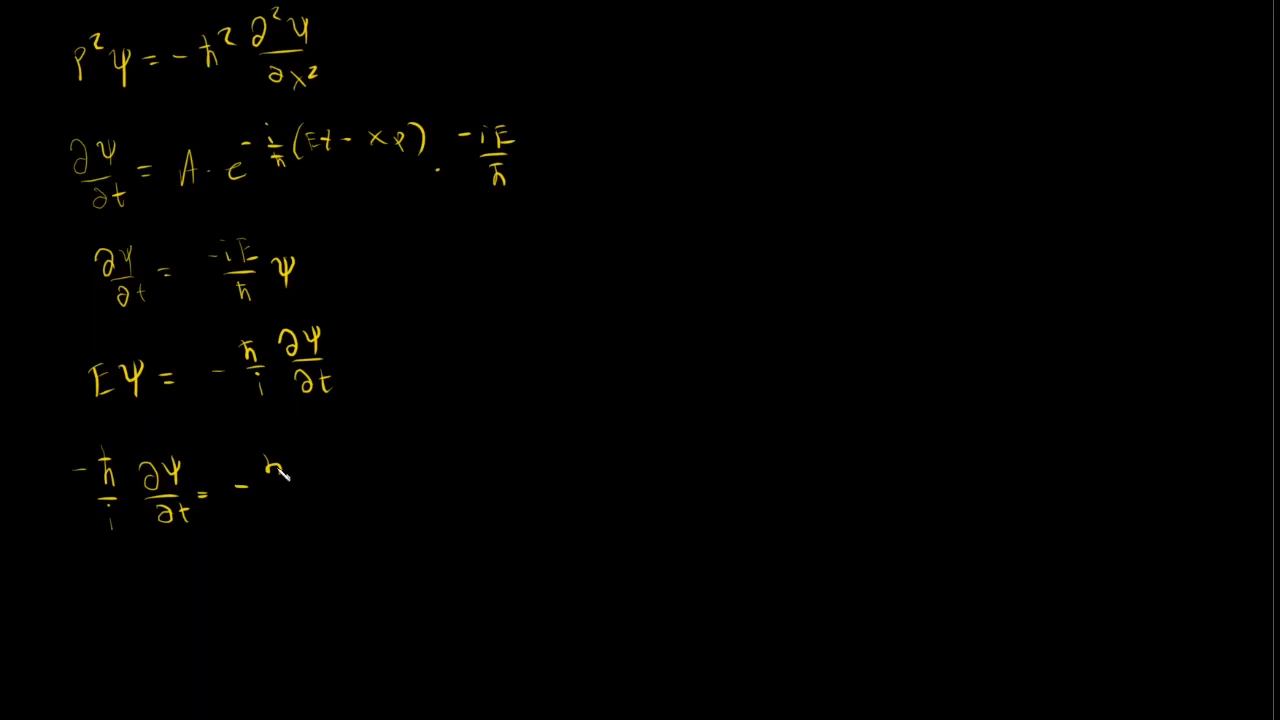 P²ψ = - ħ² ∂²ψ/∂x²
∂ψ/∂t = A · e^(-i/ħ (Et - xp)) · -iE/ħ
∂ψ/∂t = -iE/ħ ψ
Eψ = - ħ/i ∂ψ/∂t
- ħ/i ∂ψ/∂t = -